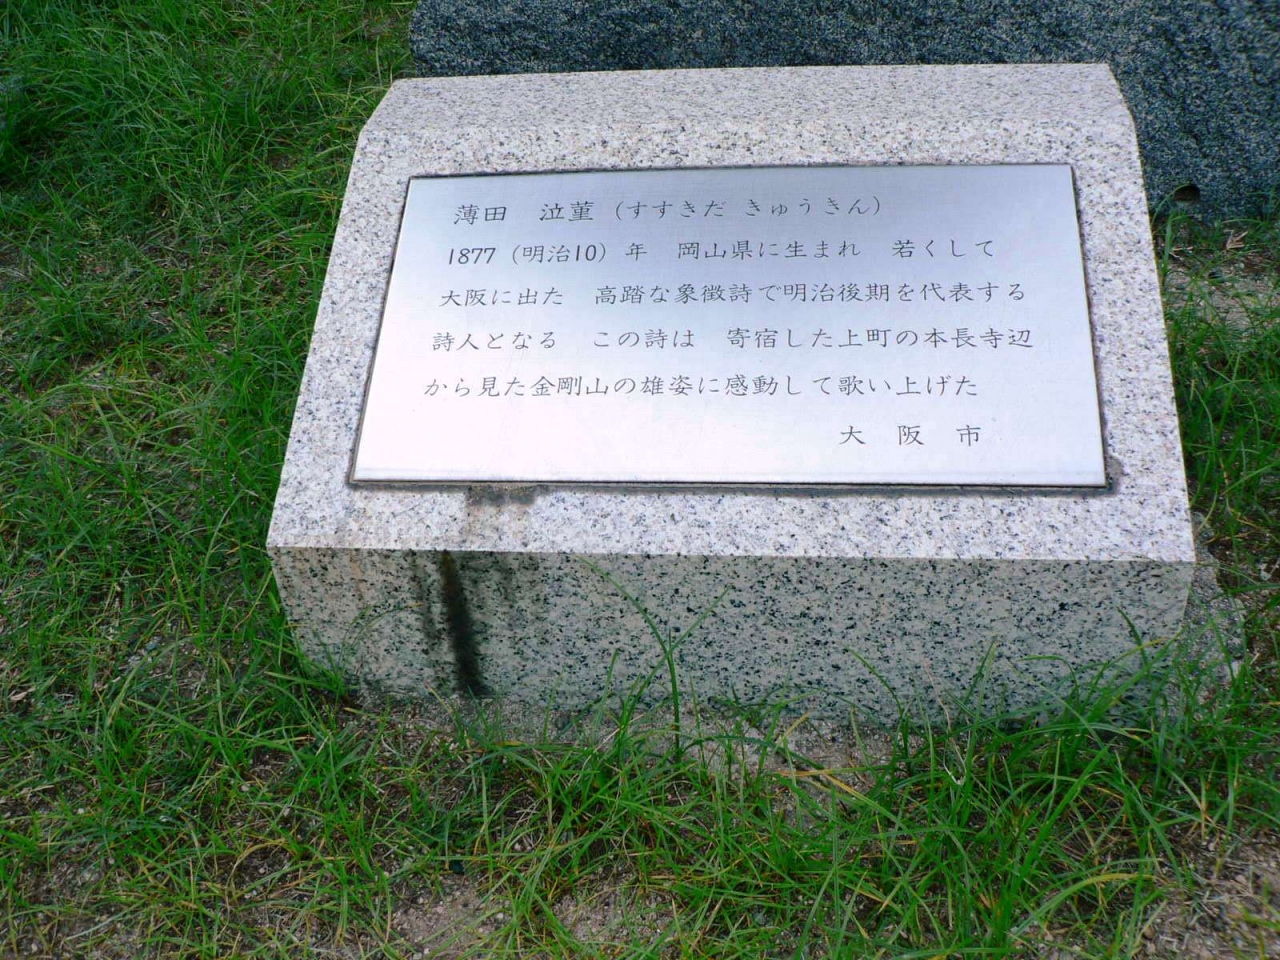 薄田　泣菫（すすきだ きゅうきん）
1877（明治10）年　岡山県に生まれ　若くして
大阪に出た　高踏な象徴詩で明治後期を代表する
詩人となる　この詩は　寄宿した上町の本長寺辺
から見た金剛山の雄姿に感動して歌い上げた
大　阪　市